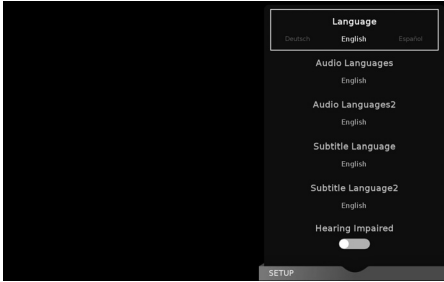 Language
Deutsch English Español
Audio Languages
English
Audio Languages2
English
Subtitle Language
English
Subtitle Language2
English
Hearing Impaired
SETUP